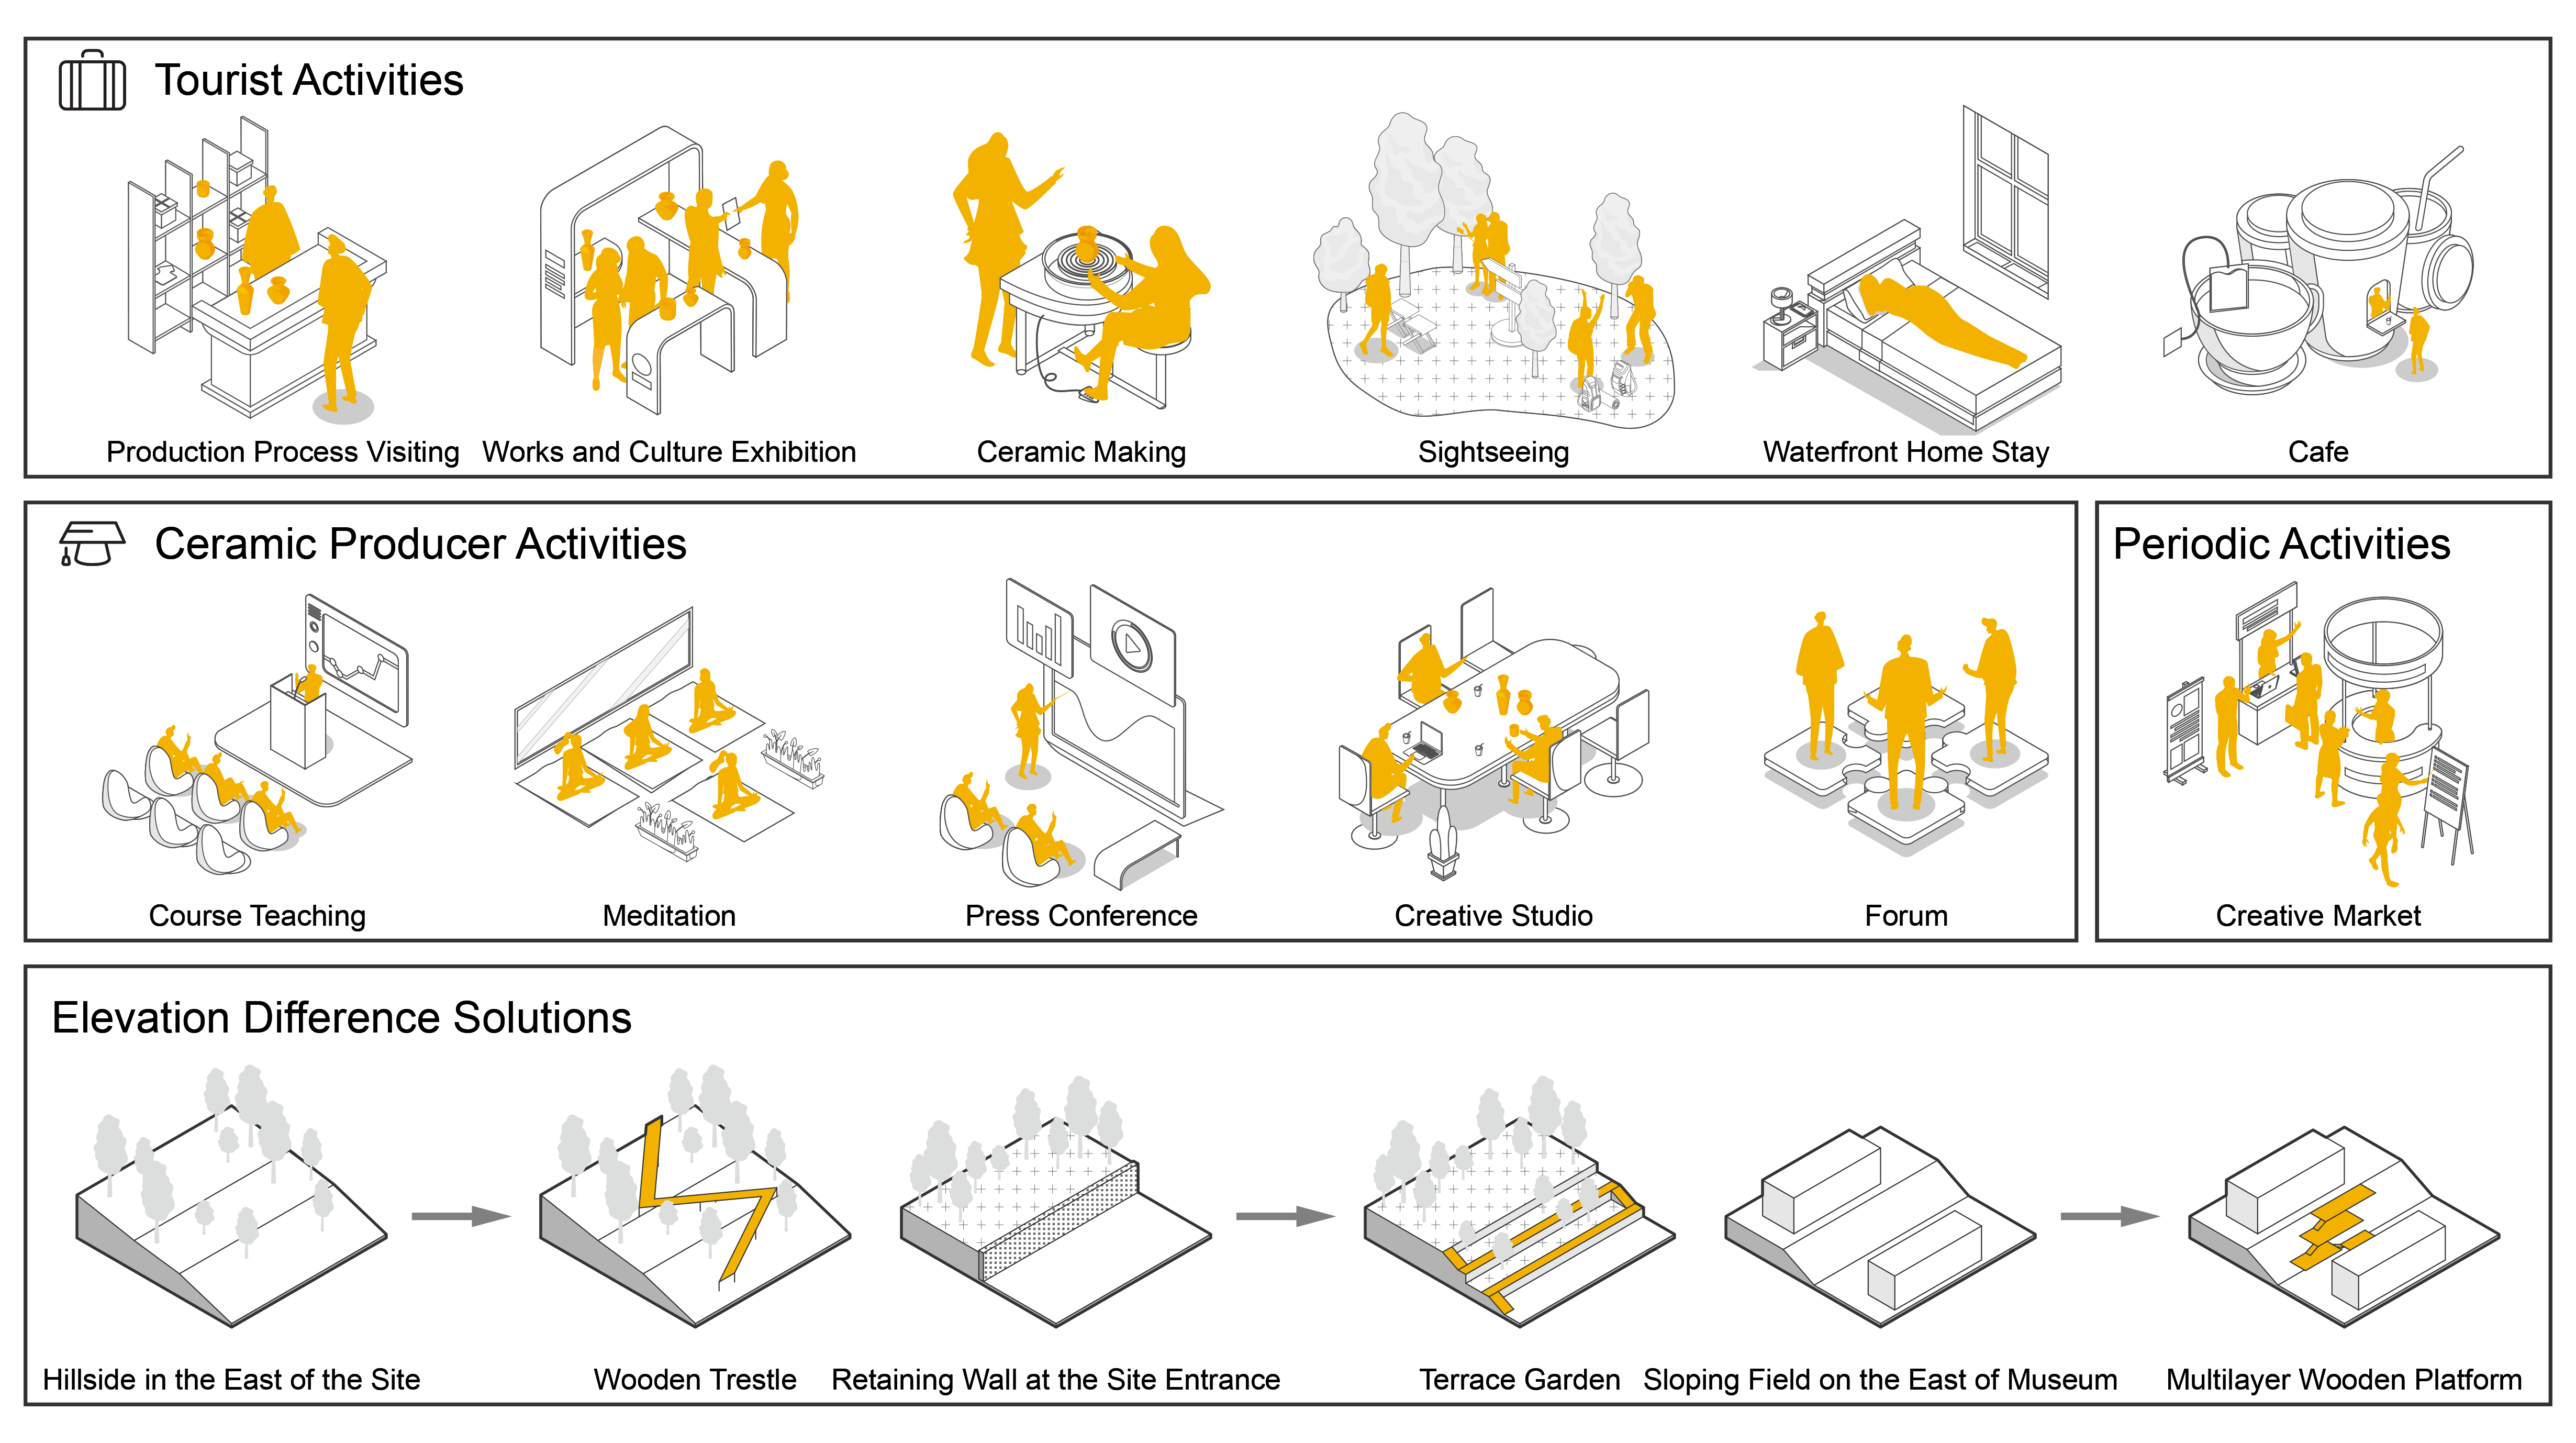 Tourist Activities
Production Process Visiting
Works and Culture Exhibition
Ceramic Making
Sightseeing
Waterfront Home Stay
Cafe
Ceramic Producer Activities
Course Teaching
Meditation
Press Conference
Creative Studio
Forum
Periodic Activities
Creative Market
Elevation Difference Solutions
Hillside in the East of the Site
Wooden Trestle
Retaining Wall at the Site Entrance
Terrace Garden
Sloping Field on the East of Museum
Multilayer Wooden Platform